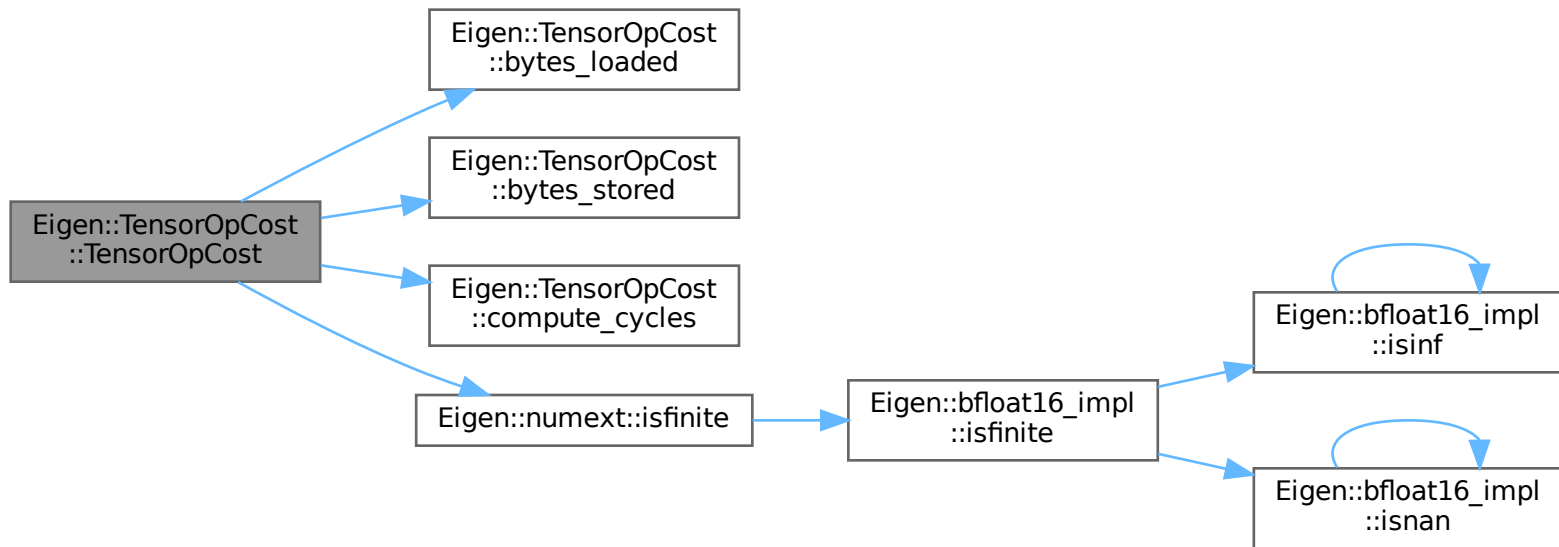 Eigen::TensorOpCost
::TensorOpCost
Eigen::TensorOpCost
::bytes_loaded
Eigen::TensorOpCost
::bytes_stored
Eigen::TensorOpCost
::compute_cycles
Eigen::numext::isfinite
Eigen::bfloat16_impl
::isfinite
Eigen::bfloat16_impl
::isinf
Eigen::bfloat16_impl
::isnan